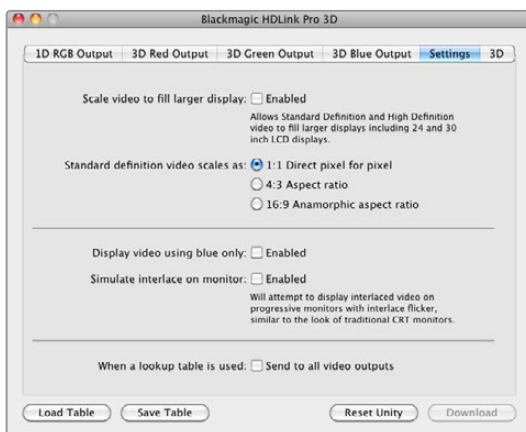 Blackmagic HDLink Pro 3D
1D RGB Output 3D Red Output 3D Green Output 3D Blue Output Settings 3D
Scale video to fill larger display: Enabled
Allows Standard Definition and High Definition
video to fill larger displays including 24 and 30
inch LCD displays.
Standard definition video scales as: 1:1 Direct pixel for pixel
4:3 Aspect ratio
16:9 Anamorphic aspect ratio
Display video using blue only: Enabled
Simulate interlace on monitor: Enabled
Will attempt to display interlaced video on
progressive monitors with interlace flicker,
similar to the look of traditional CRT monitors.
When a lookup table is used: Send to all video outputs
Load Table Save Table Reset Unity Download